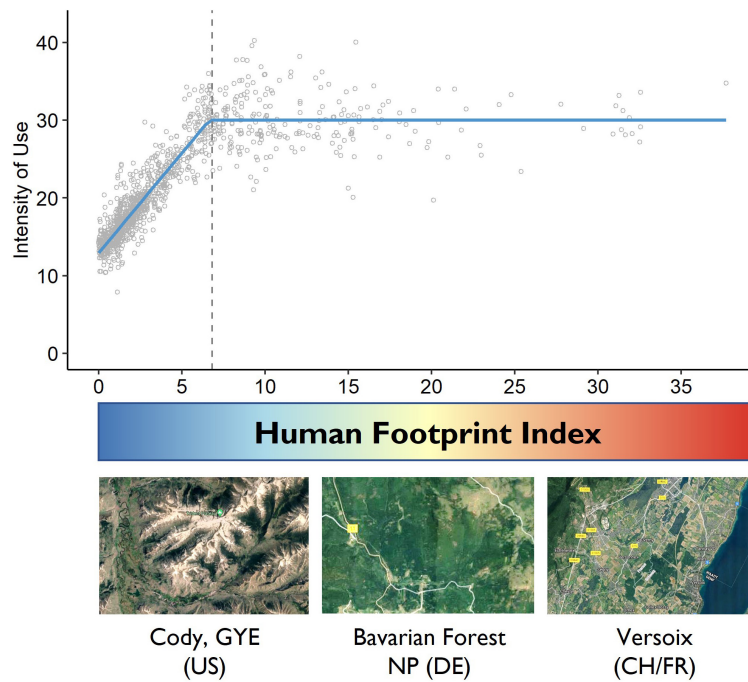 40
30
20
10
0
Intensity of Use
0 5 10 15 20 25 30 35
Human Footprint Index
Cody, GYE
(US)
Bavarian Forest
NP (DE)
Versoix
(CH/FR)